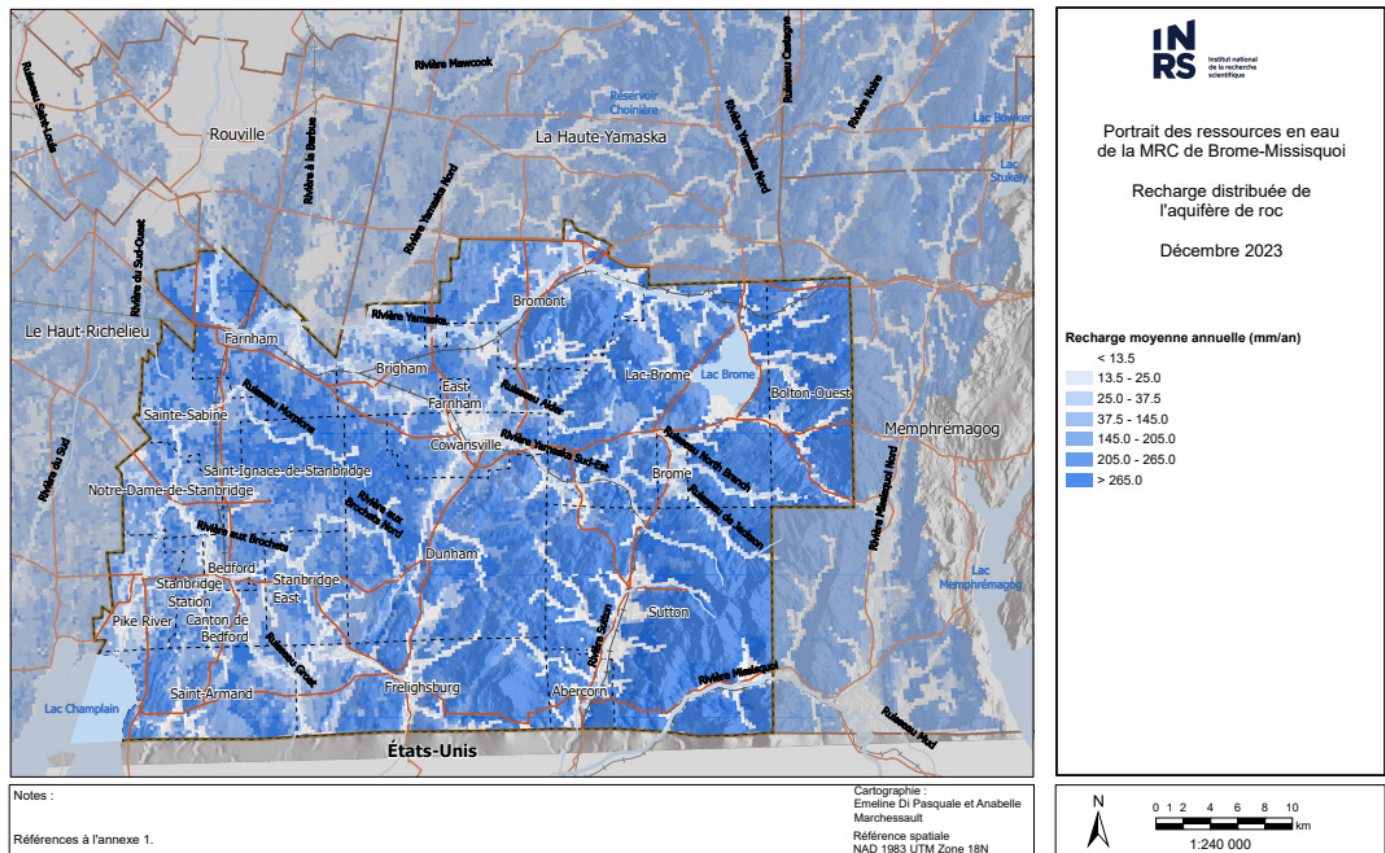 Ruisseau Saint-Louis
Rivière Mawcook
Ruisseau Castagne
Rivière Noire
Réservoir
Choinière
Lac Bowker
Rouville
La Haute-Yamaska
Rivière à la Barbue
Rivière Yamaska Nord
Lac
Stukely
Rivière Yamaska Nord
Rivière du Sud-Ouest
Bromont
Rivière Yamaska
Le Haut-Richelieu
Farnham
Brigham
Lac-Brome
Lac Brome
East
Farnham
Ruisseau Alder
Bolton-Ouest
Sainte-Sabine
Ruisseau Morpions
Memphrémagog
Cowansville
Rivière Yamaska Sud-Est
Ruisseau North Branch
Rivière du Sud
Saint-Ignace-de-Stanbridge
Brome
Notre-Dame-de-Stanbridge
Rivière aux
Brochets Nord
Ruisseau de Jackson
Rivière Missisquoi Nord
Rivière aux Brochets
Dunham
Bedford
Stanbridge
Station
Stanbridge
East
Lac
Memphrémagog
Pike River
Canton de
Bedford
Sutton
Rivière Sutton
Ruisseau Groat
Rivière Missisquoi
Saint-Armand
Frelighsburg
Abercorn
Lac Champlain
Ruisseau Mud
États-Unis
INRS
Institut national
de la recherche
scientifique
Portrait des ressources en eau
de la MRC de Brome-Missisquoi
Recharge distribuée de
l'aquifère de roc
Décembre 2023
Recharge moyenne annuelle (mm/an)
< 13.5
13.5 - 25.0
25.0 - 37.5
37.5 - 145.0
145.0 - 205.0
205.0 - 265.0
> 265.0
Notes :
Références à l'annexe 1.
Cartographie :
Emeline Di Pasquale et Anabelle
Marchessault
Référence spatiale
NAD 1983 UTM Zone 18N
N
0 1 2 4 6 8 10
km
1:240 000